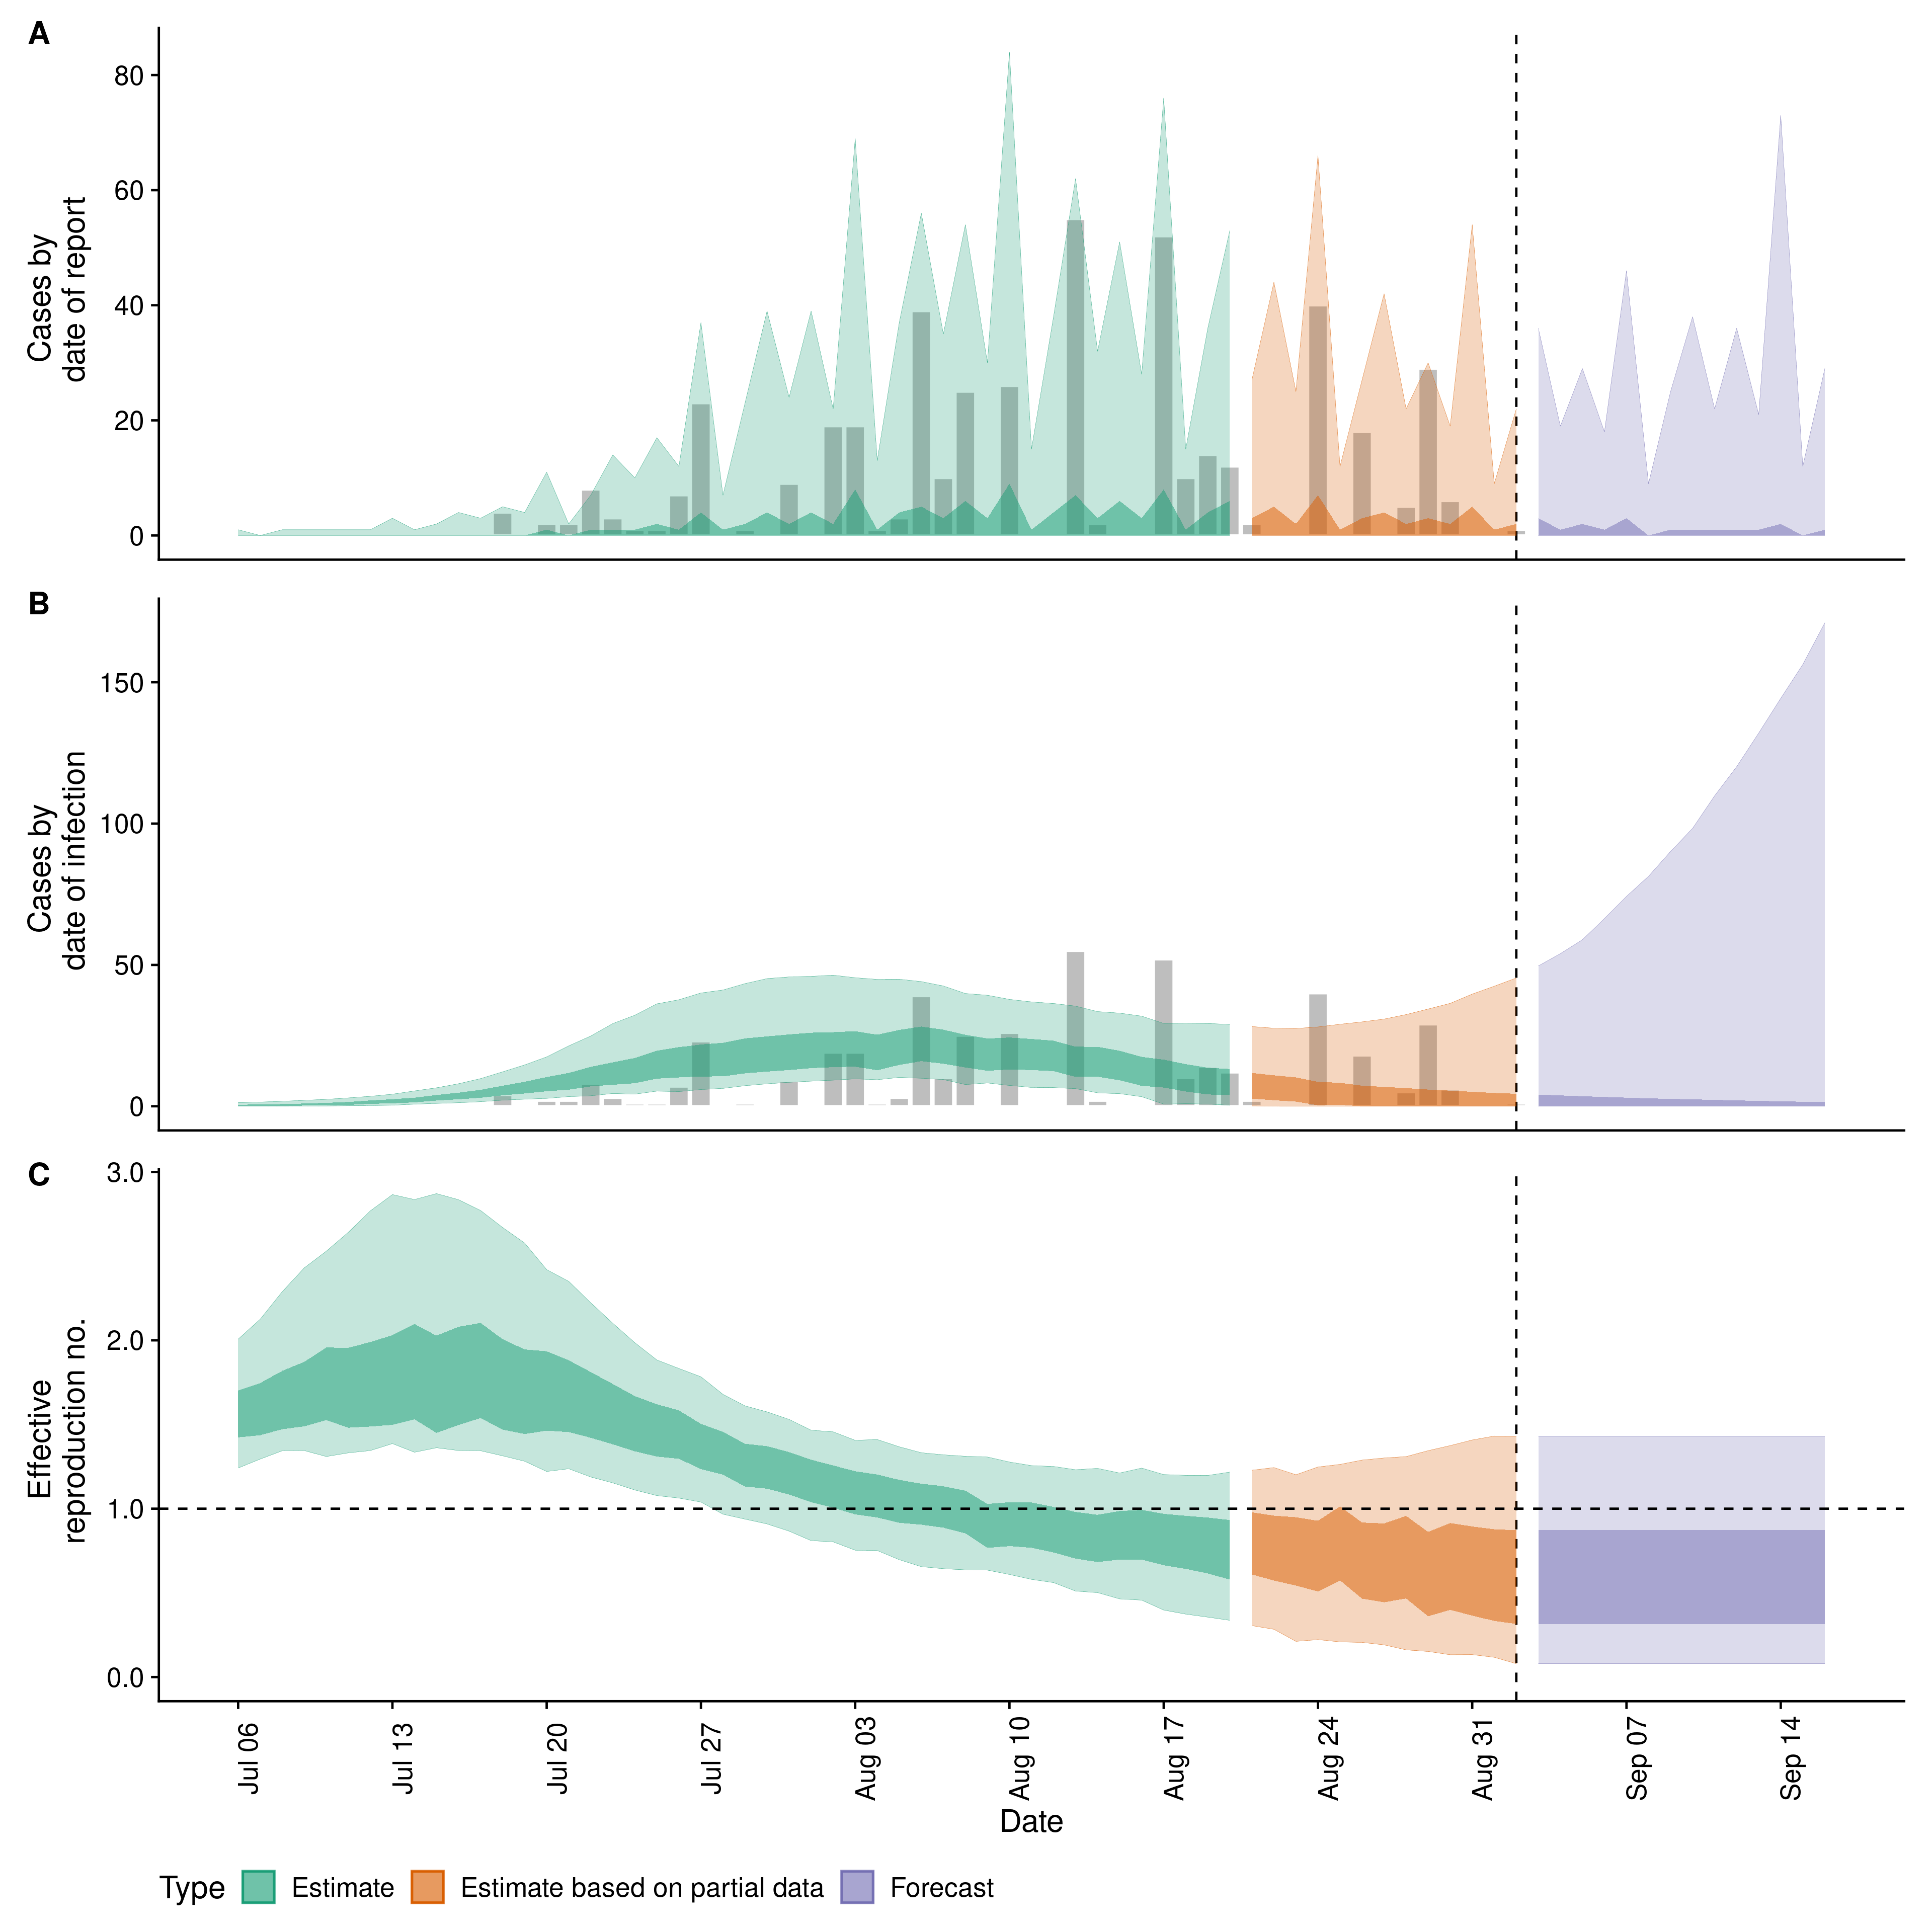 A
80
60
40
20
0
Cases by
date of report
B
150
100
50
0
Cases by
date of infection
C
3.0
2.0
1.0
0.0
Effective
reproduction no.
Jul 06
Jul 13
Jul 20
Jul 27
Aug 03
Aug 10
Aug 17
Aug 24
Aug 31
Sep 07
Sep 14
Date
Type Estimate Estimate based on partial data Forecast